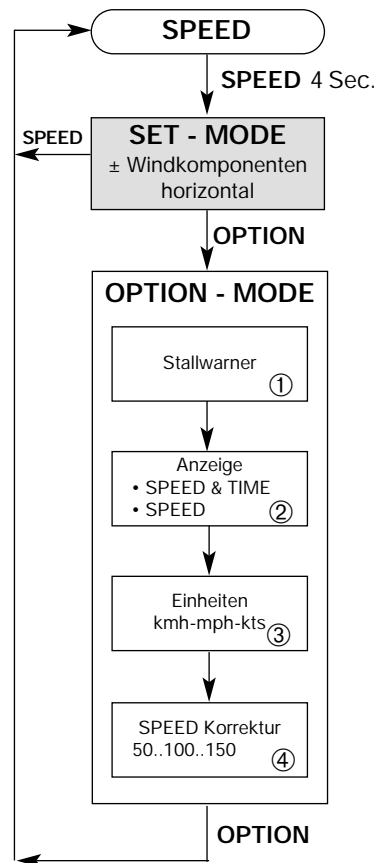 SPEED
SPEED 4 Sec.
SPEED
SET - MODE
± Windkomponenten
horizontal
OPTION
OPTION - MODE
Stallwarner
①
Anzeige
• SPEED & TIME
• SPEED
②
Einheiten
kmh-mph-kts
③
SPEED Korrektur
50..100..150
④
OPTION